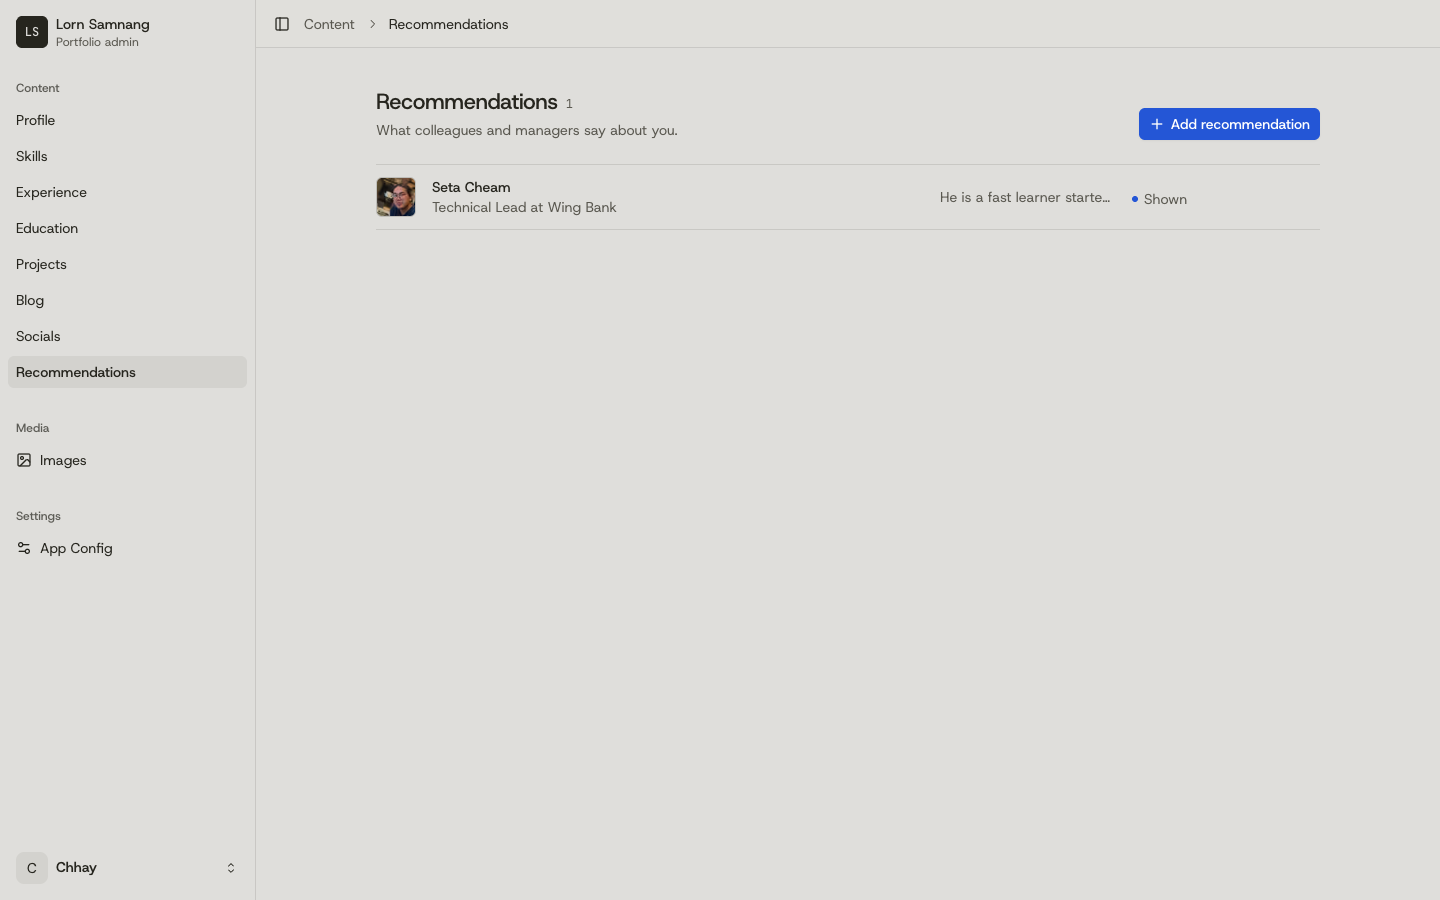 LS
Lorn Samnang
Portfolio admin
Content
Profile
Skills
Experience
Education
Projects
Blog
Socials
Recommendations
Media
Images
Settings
App Config
C
Chhay
Content
Recommendations
Recommendations 1
What colleagues and managers say about you.
Add recommendation
Seta Cheam
Technical Lead at Wing Bank
He is a fast learner starte...
Shown